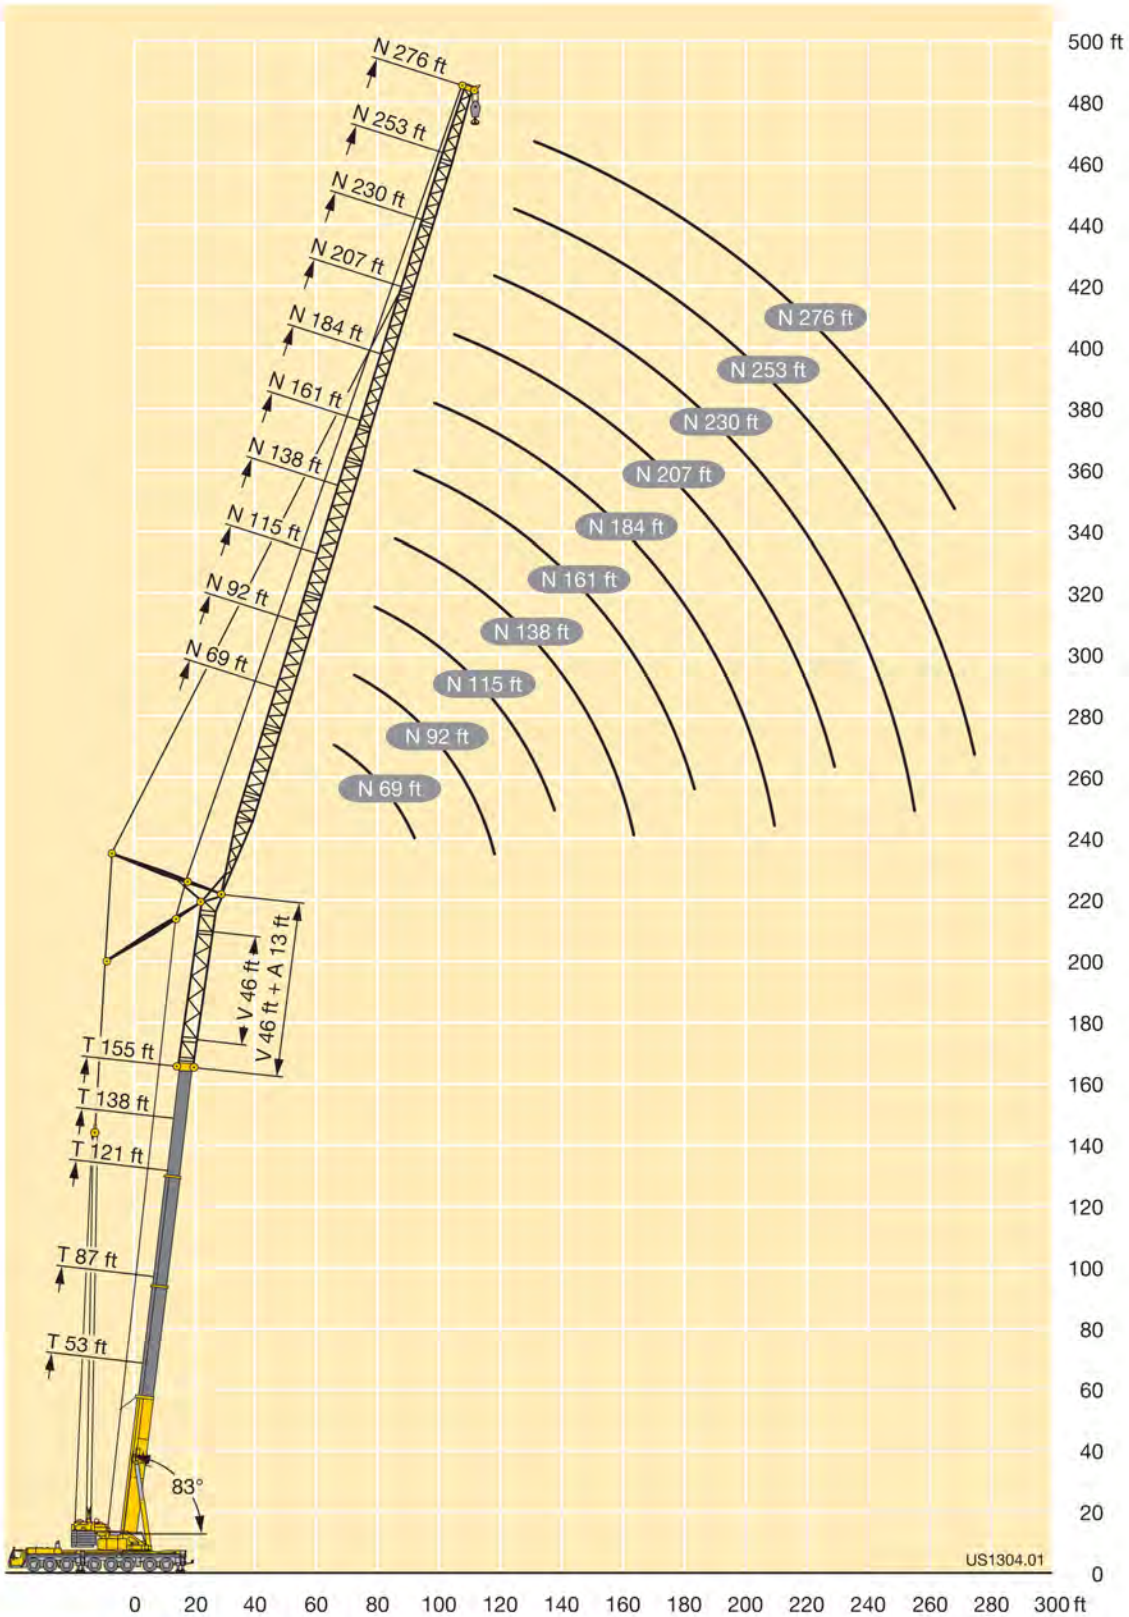 500 ft
480
460
440
420
400
380
360
340
320
300
280
260
240
220
200
180
160
140
120
100
80
60
40
20
0
N 276 ft
N 253 ft
N 230 ft
N 207 ft
N 184 ft
N 161 ft
N 138 ft
N 115 ft
N 92 ft
N 69 ft
N 276 ft
N 253 ft
N 230 ft
N 207 ft
N 184 ft
N 161 ft
N 138 ft
N 115 ft
N 92 ft
N 69 ft
V 46 ft
V 46 ft + A 13 ft
T 155 ft
T 138 ft
T 121 ft
T 87 ft
T 53 ft
83°
US1304.01
0 20 40 60 80 100 120 140 160 180 200 220 240 260 280 300 ft